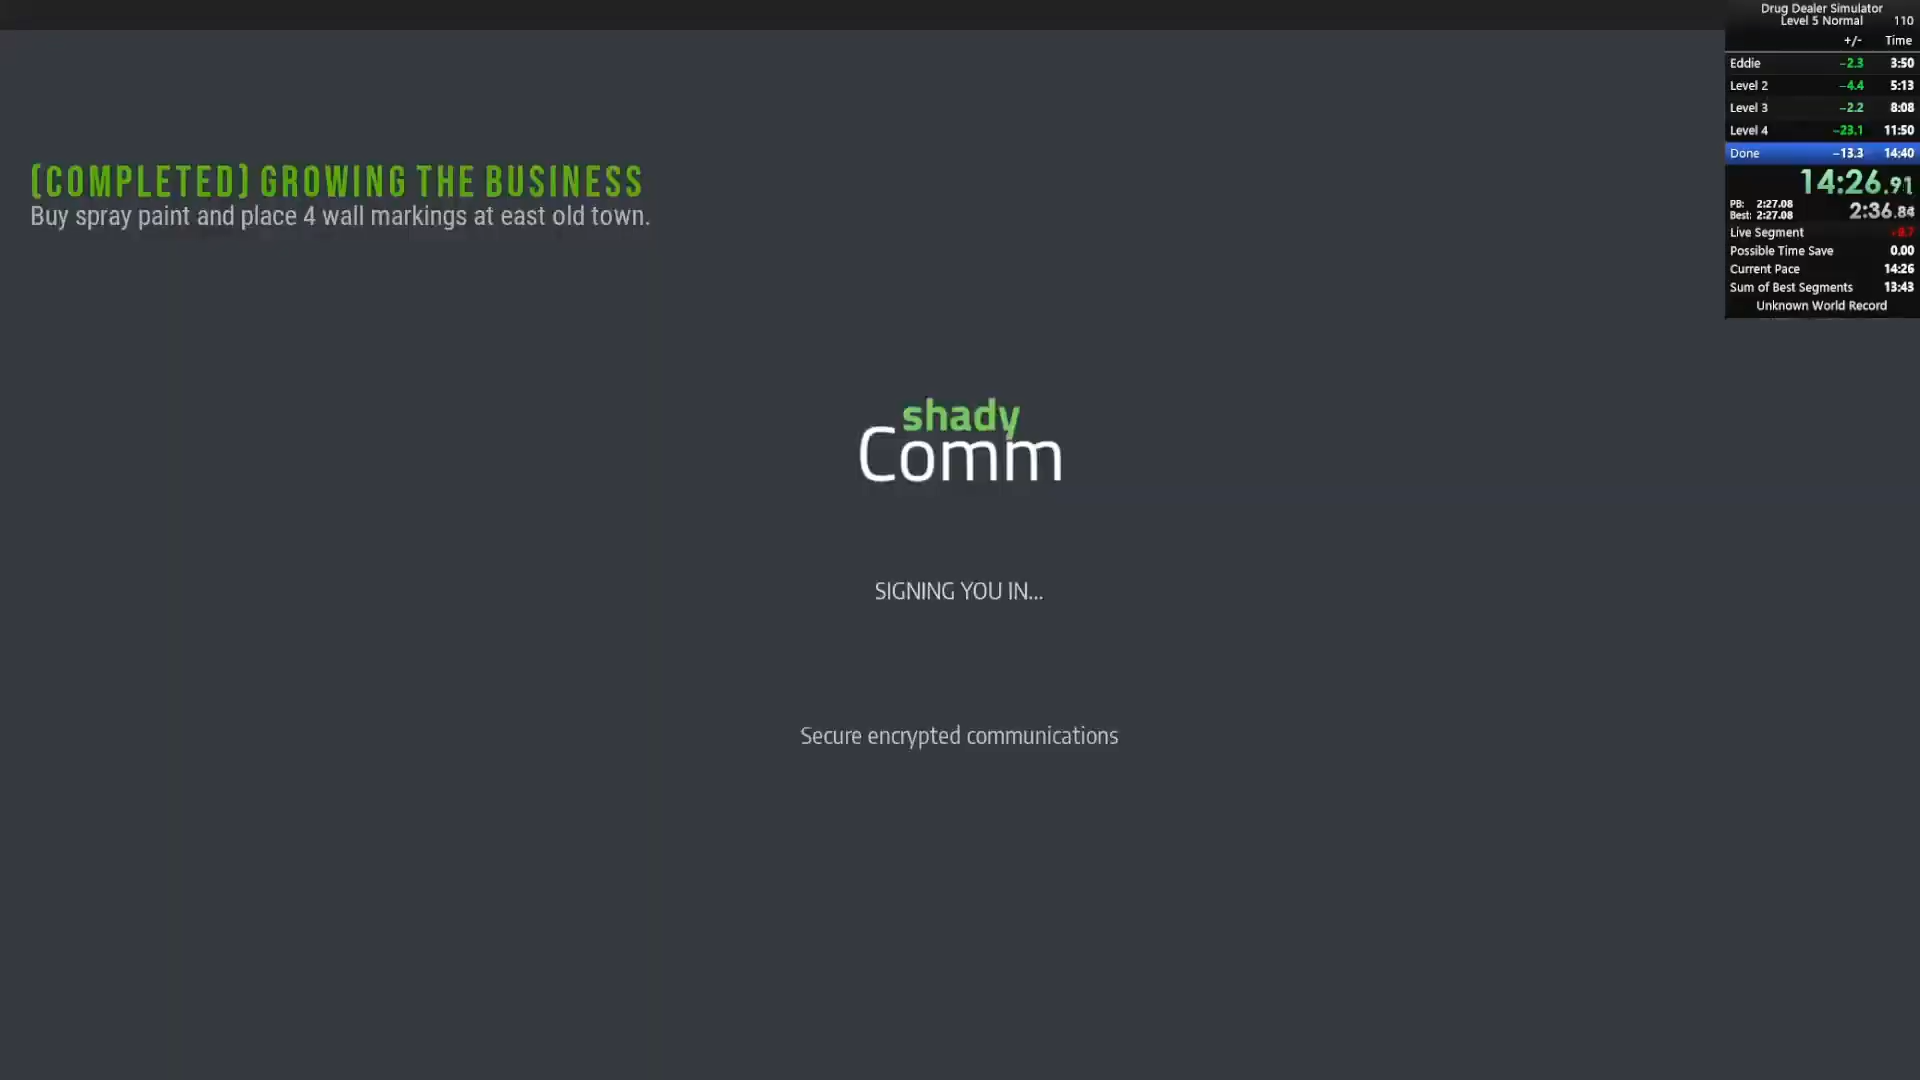 Drug Dealer Simulator
Level 5 Normal 110
+/- Time
Eddie -2.3 3:50
Level 2 -4.4 5:13
Level 3 -2.2 8:08
Level 4 -23.1 11:50
Done -13.3 14:40
14:26.91
PB: 2:27.08
Best: 2:27.08
2:36.84
Live Segment
Possible Time Save 0.00
Current Pace 14:26
Sum of Best Segments 13:43
Unknown World Record
(COMPLETED) GROWING THE BUSINESS
Buy spray paint and place 4 wall markings at east old town.
shady
Comm
SIGNING YOU IN...
Secure encrypted communications